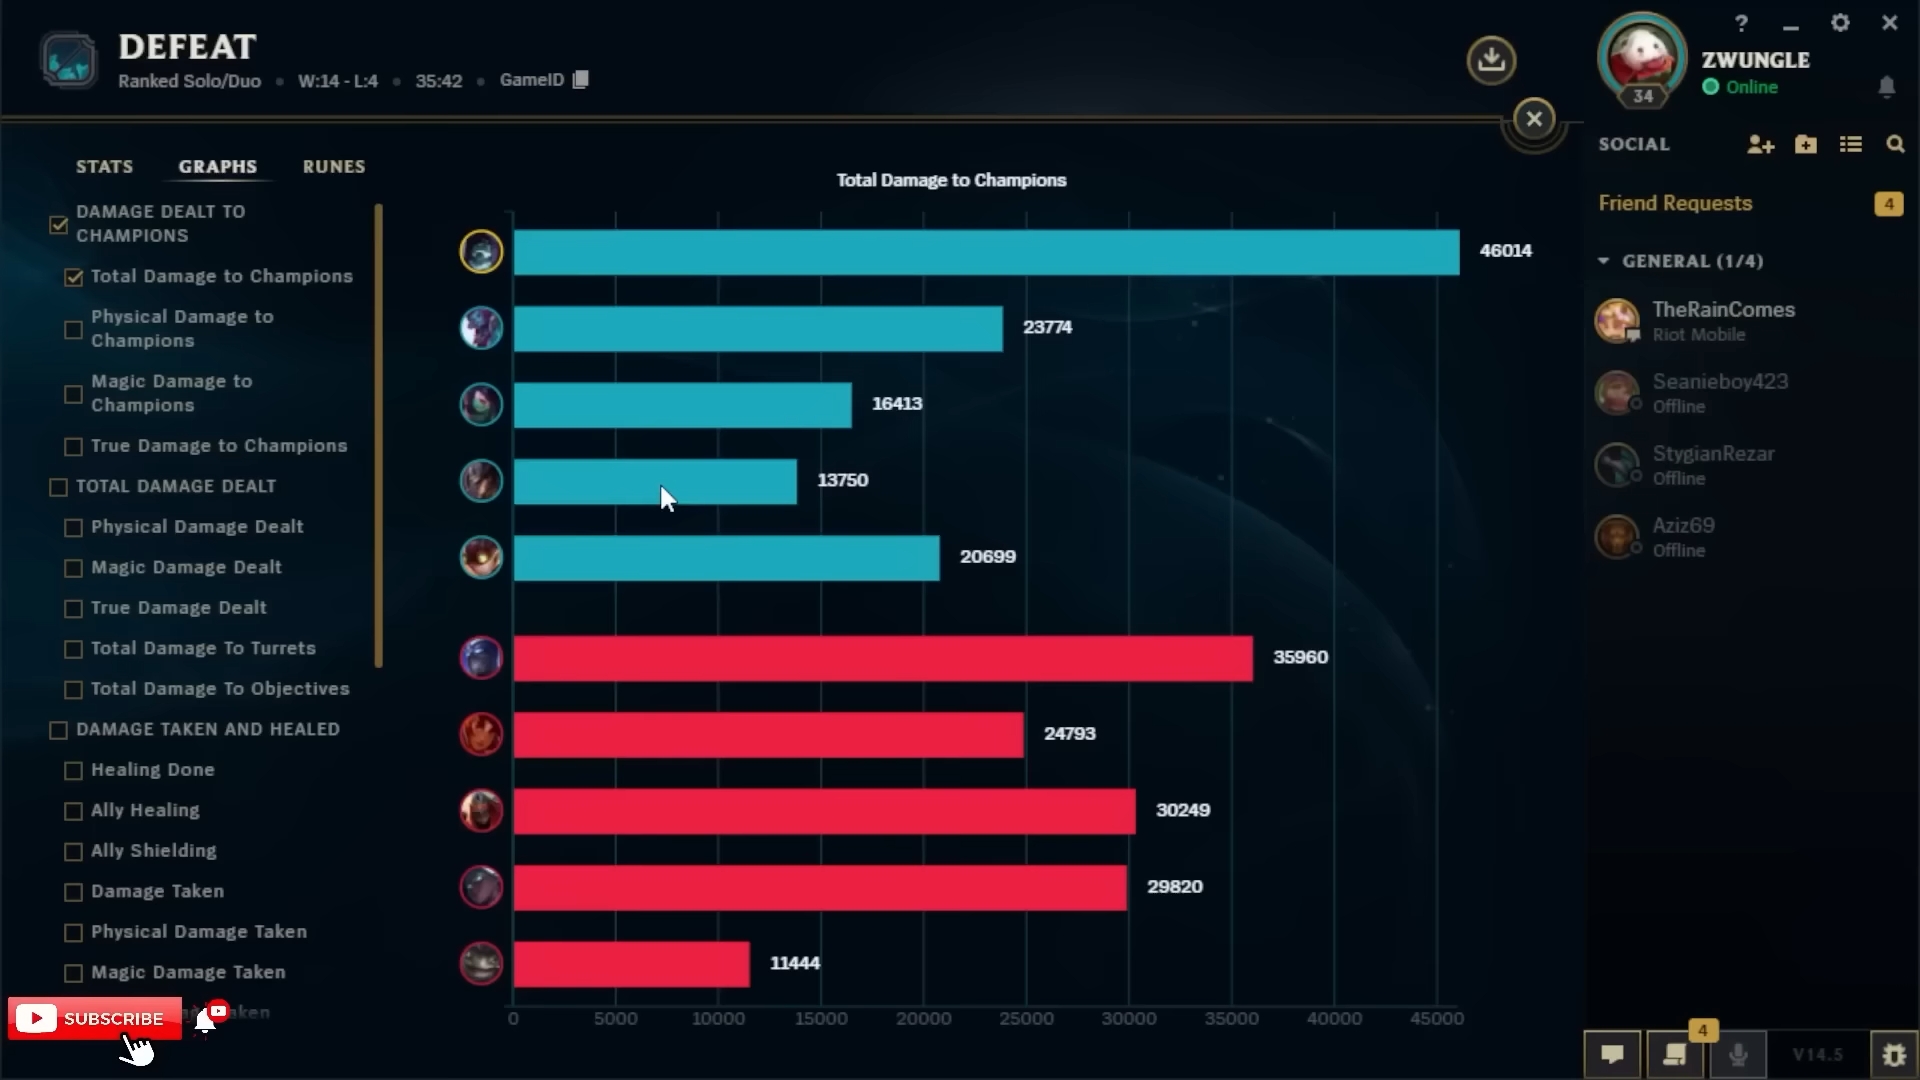 DEFEAT
Ranked Solo/Duo • W:14 - L:4 • 35:42 • GameID
?
34
ZWUNGLE
Online
STATS
GRAPHS
RUNES
DAMAGE DEALT TO
CHAMPIONS
Total Damage to Champions
Physical Damage to
Champions
Magic Damage to
Champions
True Damage to Champions
TOTAL DAMAGE DEALT
Physical Damage Dealt
Magic Damage Dealt
True Damage Dealt
Total Damage To Turrets
Total Damage To Objectives
DAMAGE TAKEN AND HEALED
Healing Done
Ally Healing
Ally Shielding
Damage Taken
Physical Damage Taken
Magic Damage Taken
SUBSCRIBE
Total Damage to Champions
46014
23774
16413
13750
20699
35960
24793
30249
29820
11444
0 5000 10000 15000 20000 25000 30000 35000 40000 45000
SOCIAL
Friend Requests
4
GENERAL (1/4)
TheRainComes
Riot Mobile
Seanieboy423
Offline
StygianRezar
Offline
Aziz69
Offline
4
V14.5